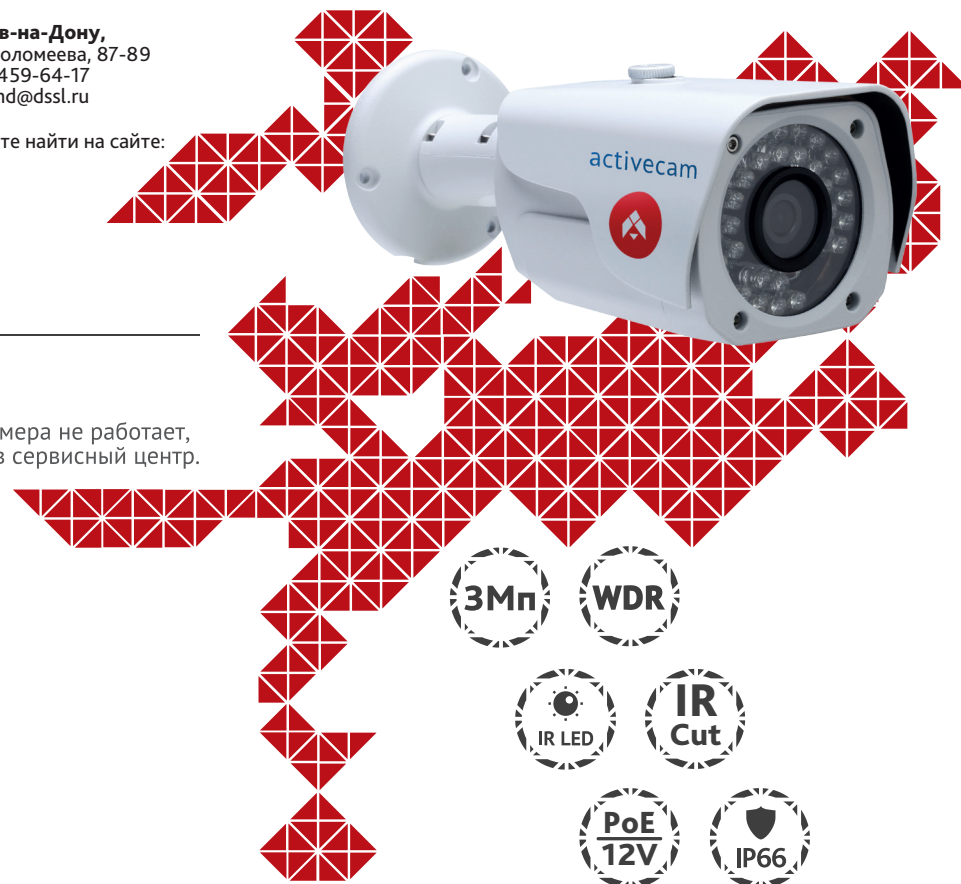 в-на-Дону,
оломеева, 87-89
459-64-17
nd@dssl.ru
те найти на сайте:
activecam
мера не работает,
в сервисный центр.
3Мп
WDR
IR LED
IR
Cut
PoE
12V
IP66